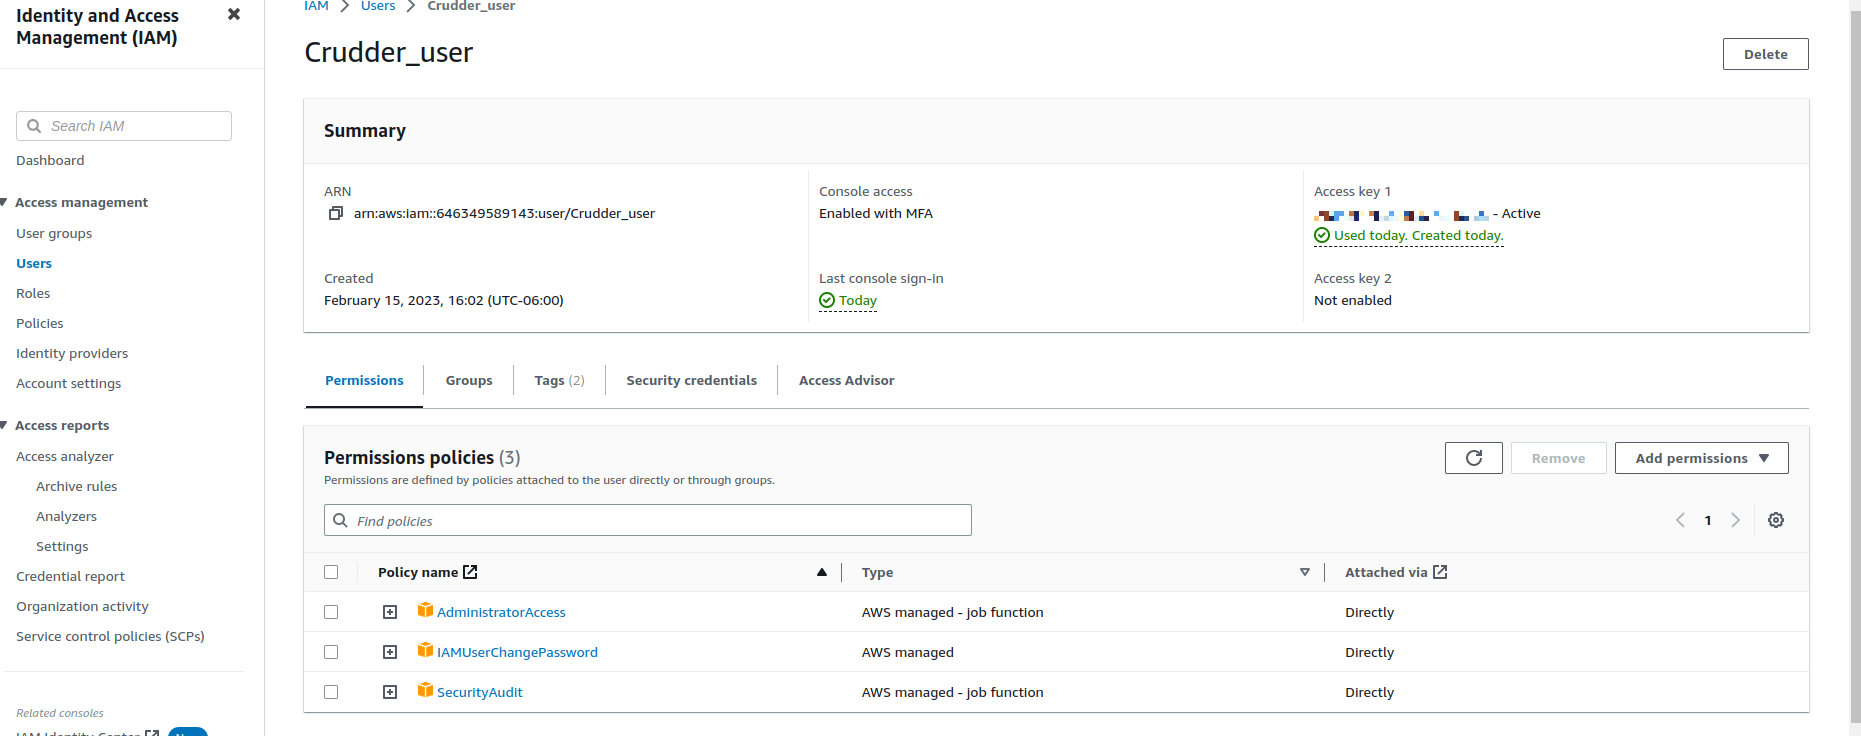 Identity and Access
Management (IAM)
Search IAM
Dashboard
Access management
User groups
Users
Roles
Policies
Identity providers
Account settings
Access reports
Access analyzer
Archive rules
Analyzers
Settings
Credential report
Organization activity
Service control policies (SCPs)
Related consoles
IAM Identity Center
IAM Users Crudder_user
Crudder_user
Delete
Summary
ARN
arn:aws:iam::646349589143:user/Crudder_user
Console access
Enabled with MFA
Access key 1
- Active
Used today. Created today.
Created
February 15, 2023, 16:02 (UTC-06:00)
Last console sign-in
Today
Access key 2
Not enabled
Permissions Groups Tags (2) Security credentials Access Advisor
Permissions policies (3)
Permissions are defined by policies attached to the user directly or through groups.
Remove
Add permissions
Find policies
1
Policy name Type Attached via
AdministratorAccess AWS managed - job function Directly
IAMUserChangePassword AWS managed Directly
SecurityAudit AWS managed - job function Directly